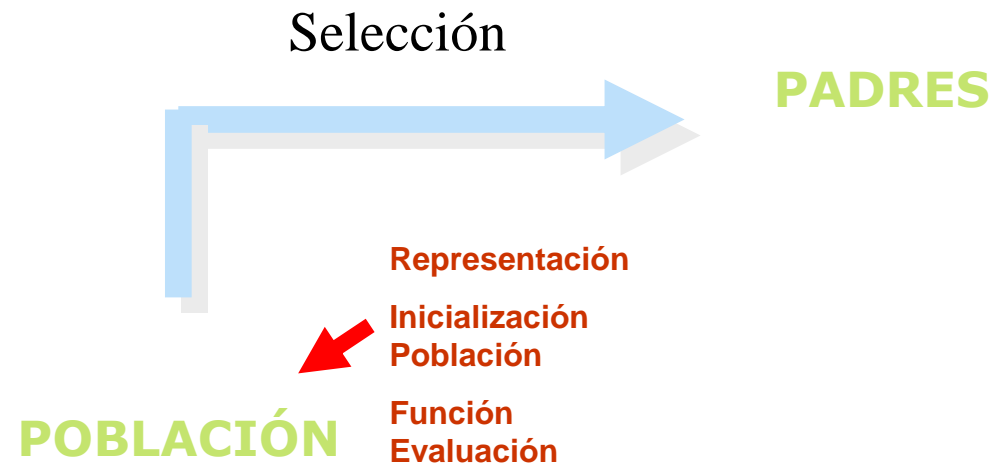 Selección
PADRES
Representación
Inicialización
Población
Función
Evaluación
POBLACIÓN